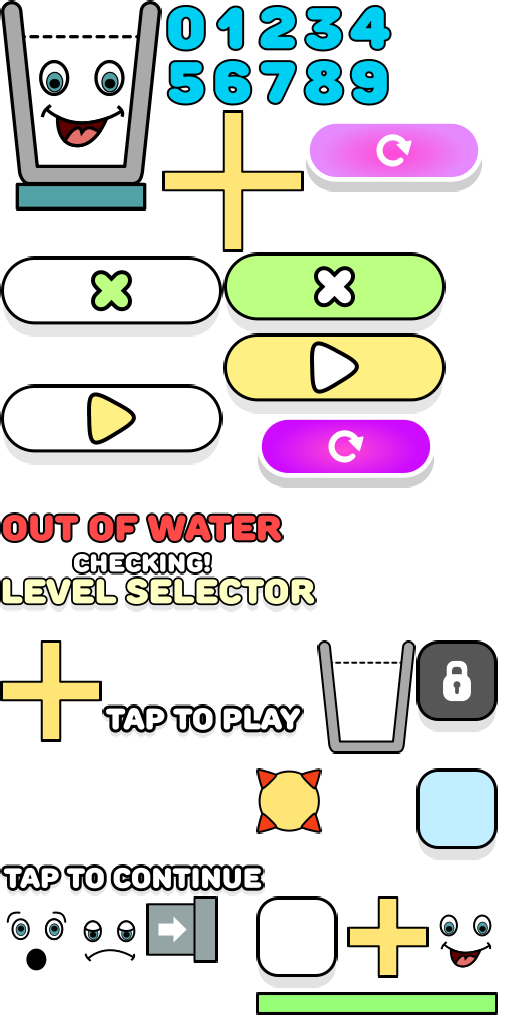 01234
56789
OUT OF WATER
CHECKING!
LEVEL SELECTOR
TAP TO PLAY
TAP TO CONTINUE